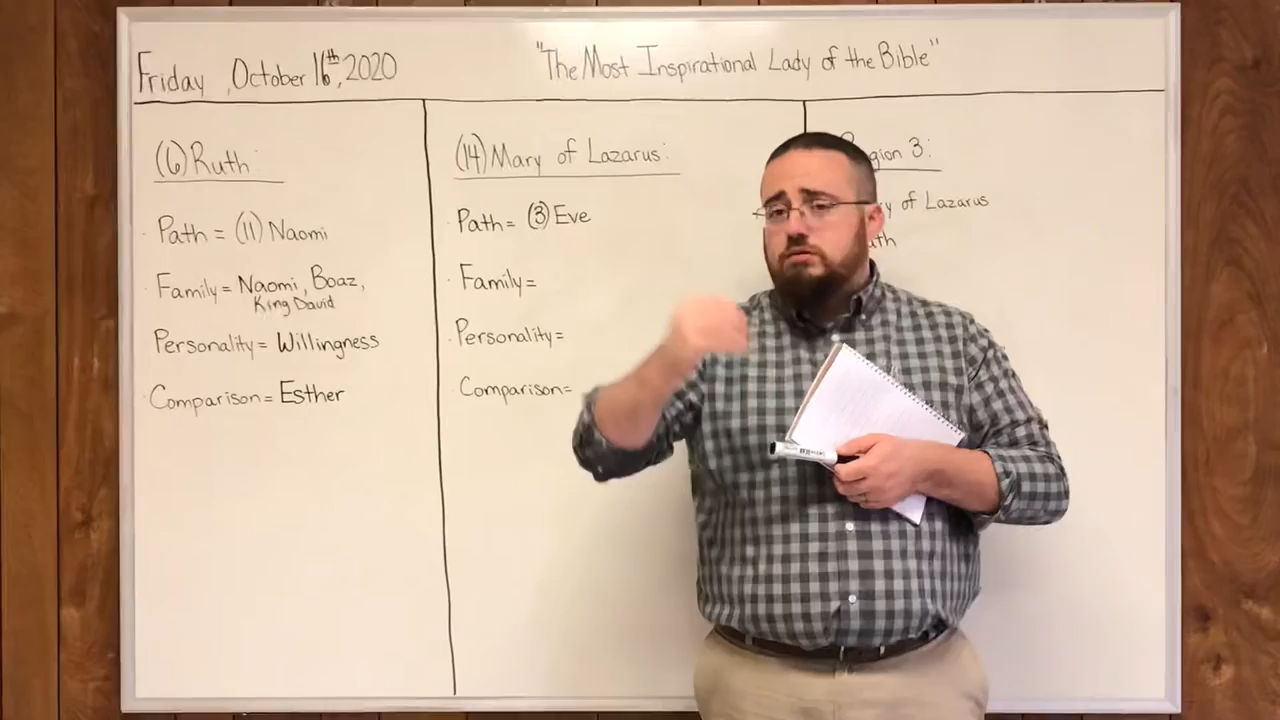 Friday, October 16th, 2020
"The Most Inspirational Lady of the Bible"
(6) Ruth
Path = (11) Naomi
Family = Naomi, Boaz,
King David
Personality = Willingness
Comparison = Esther
(14) Mary of Lazarus:
Path = (3) Eve
Family =
Personality =
Comparison =
3:
of Lazarus